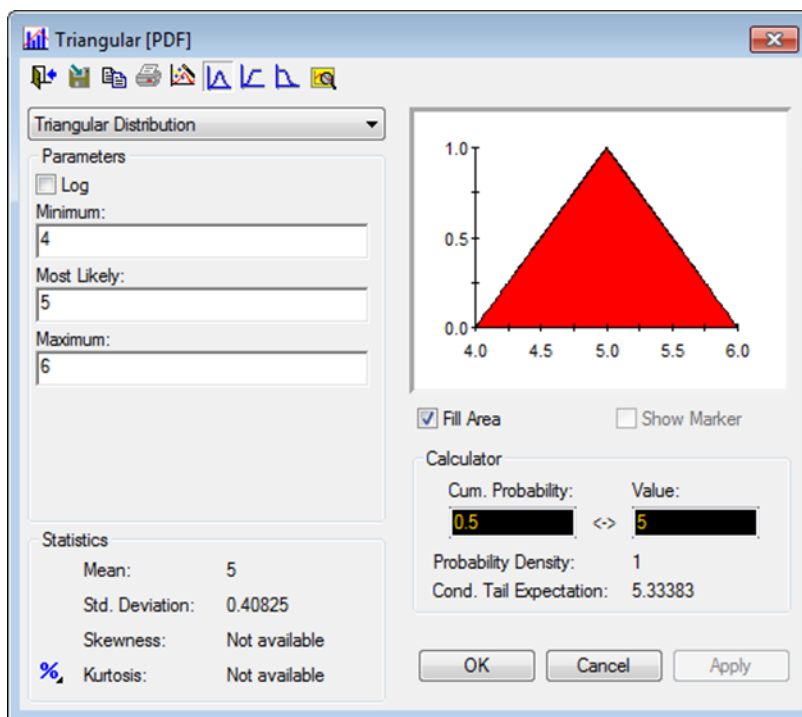 Triangular [PDF]
Triangular Distribution
Parameters
Log
Minimum:
4
Most Likely:
5
Maximum:
6
Statistics
Mean: 5
Std. Deviation: 0.40825
Skewness: Not available
% Kurtosis: Not available
1.0
0.5
0.0
4.0 4.5 5.0 5.5 6.0
Fill Area Show Marker
Calculator
Cum. Probability: Value:
0.5 <-> 5
Probability Density: 1
Cond. Tail Expectation: 5.33383
OK Cancel Apply